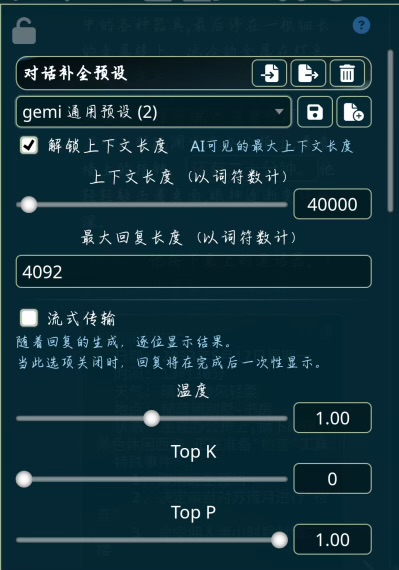 ?
对话补全预设
gemi 通用预设 (2)
解锁上下文长度 AI可见的最大上下文长度
上下文长度（以词符数计）
40000
最大回复长度（以词符数计）
4092
流式传输
随着回复的生成，逐位显示结果。
当此选项关闭时，回复将在完成后一次性显示。
温度
1.00
Top K
0
Top P
1.00